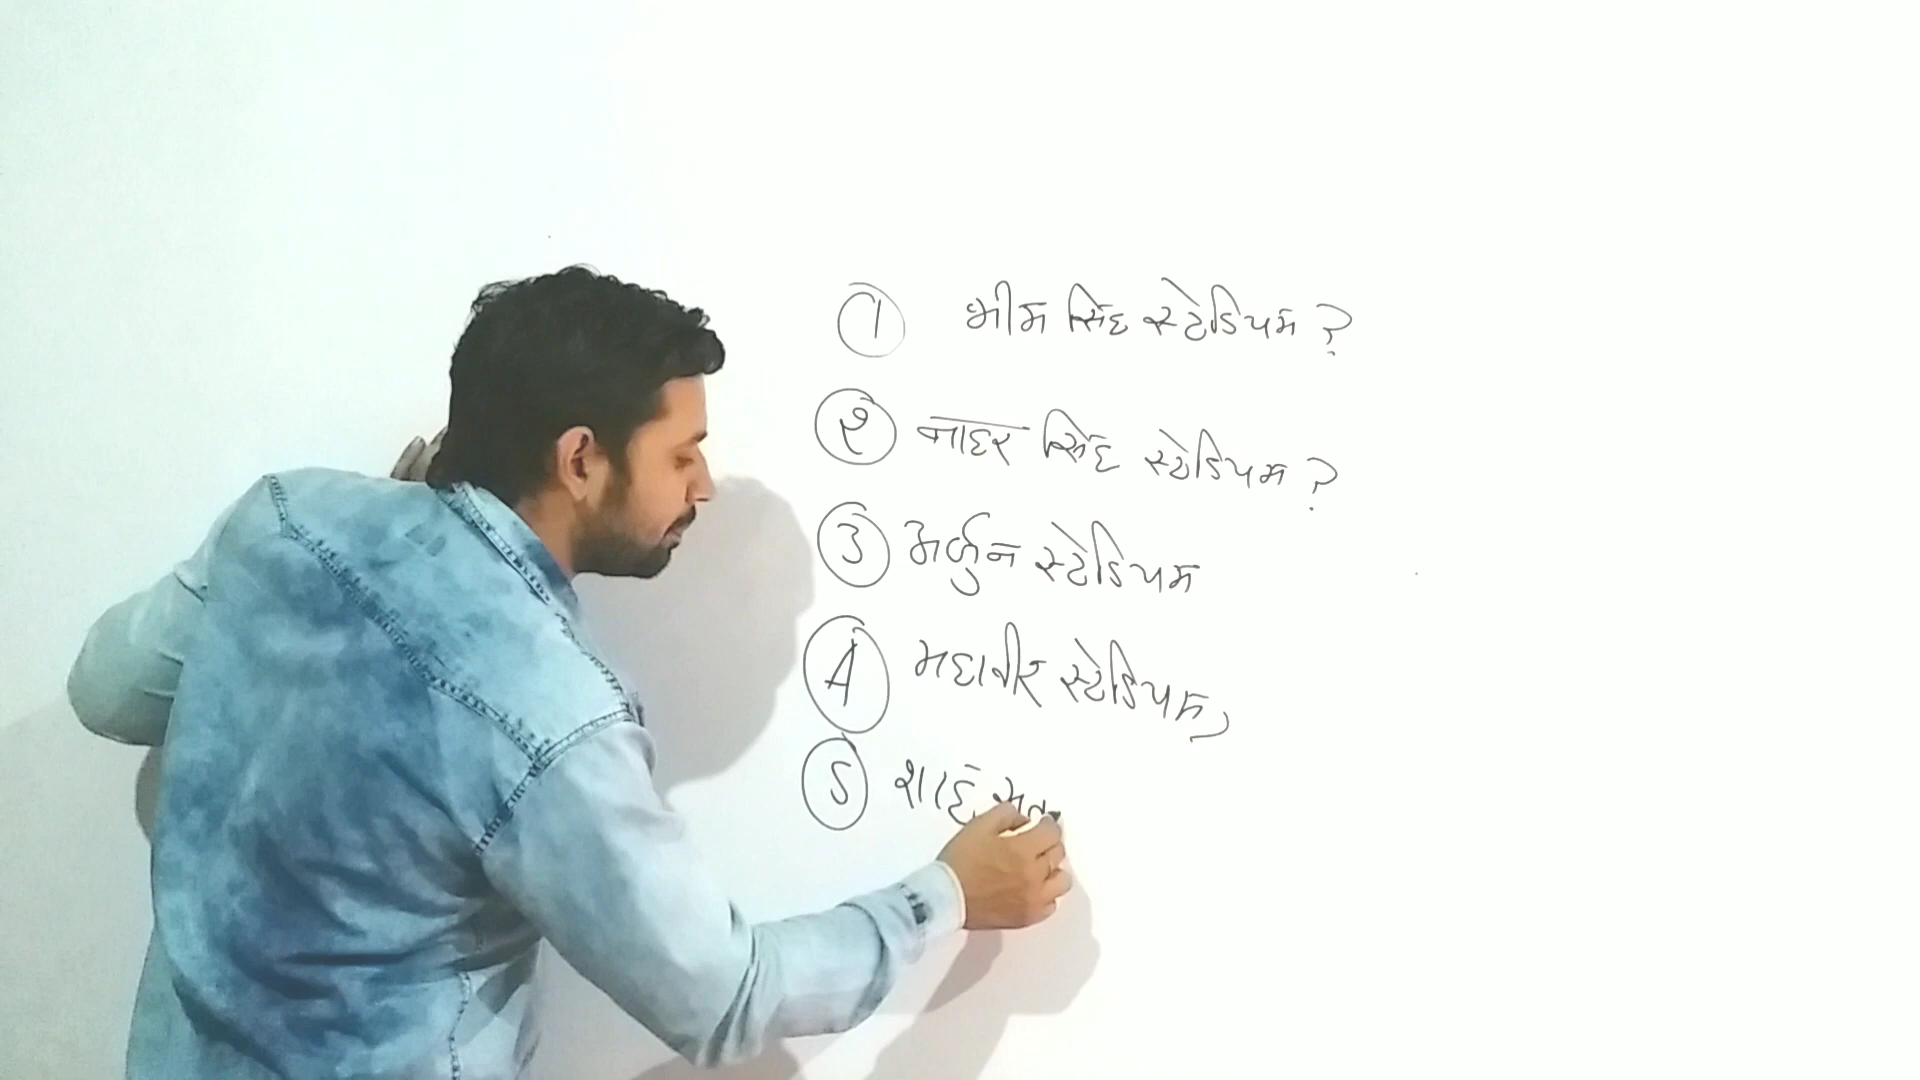 ① भीम सिंह स्टेडियम ?
② नाहर सिंह स्टेडियम ?
③ अर्जुन स्टेडियम
④ महावीर स्टेडियम,
⑤ शाह